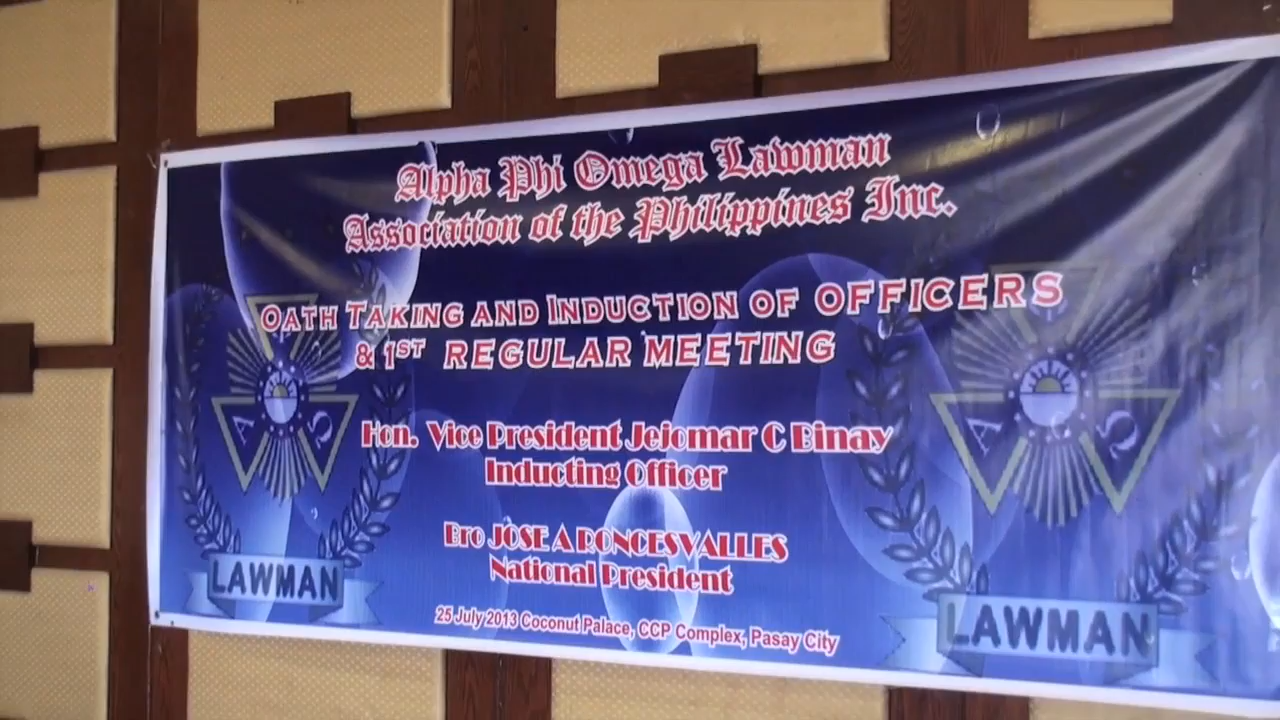 Alpha Phi Omega Lawman
Association of the Philippines Inc.
OATH TAKING AND INDUCTION OF OFFICERS
& 1ST REGULAR MEETING
Hon. Vice President Jejomar C Binay
Inducting Officer
Bro JOSE A RONCESVALLES
National President
25 July 2013 Coconut Palace, CCP Complex, Pasay City
A
Ω
LAWMAN
A
Ω
LAWMAN